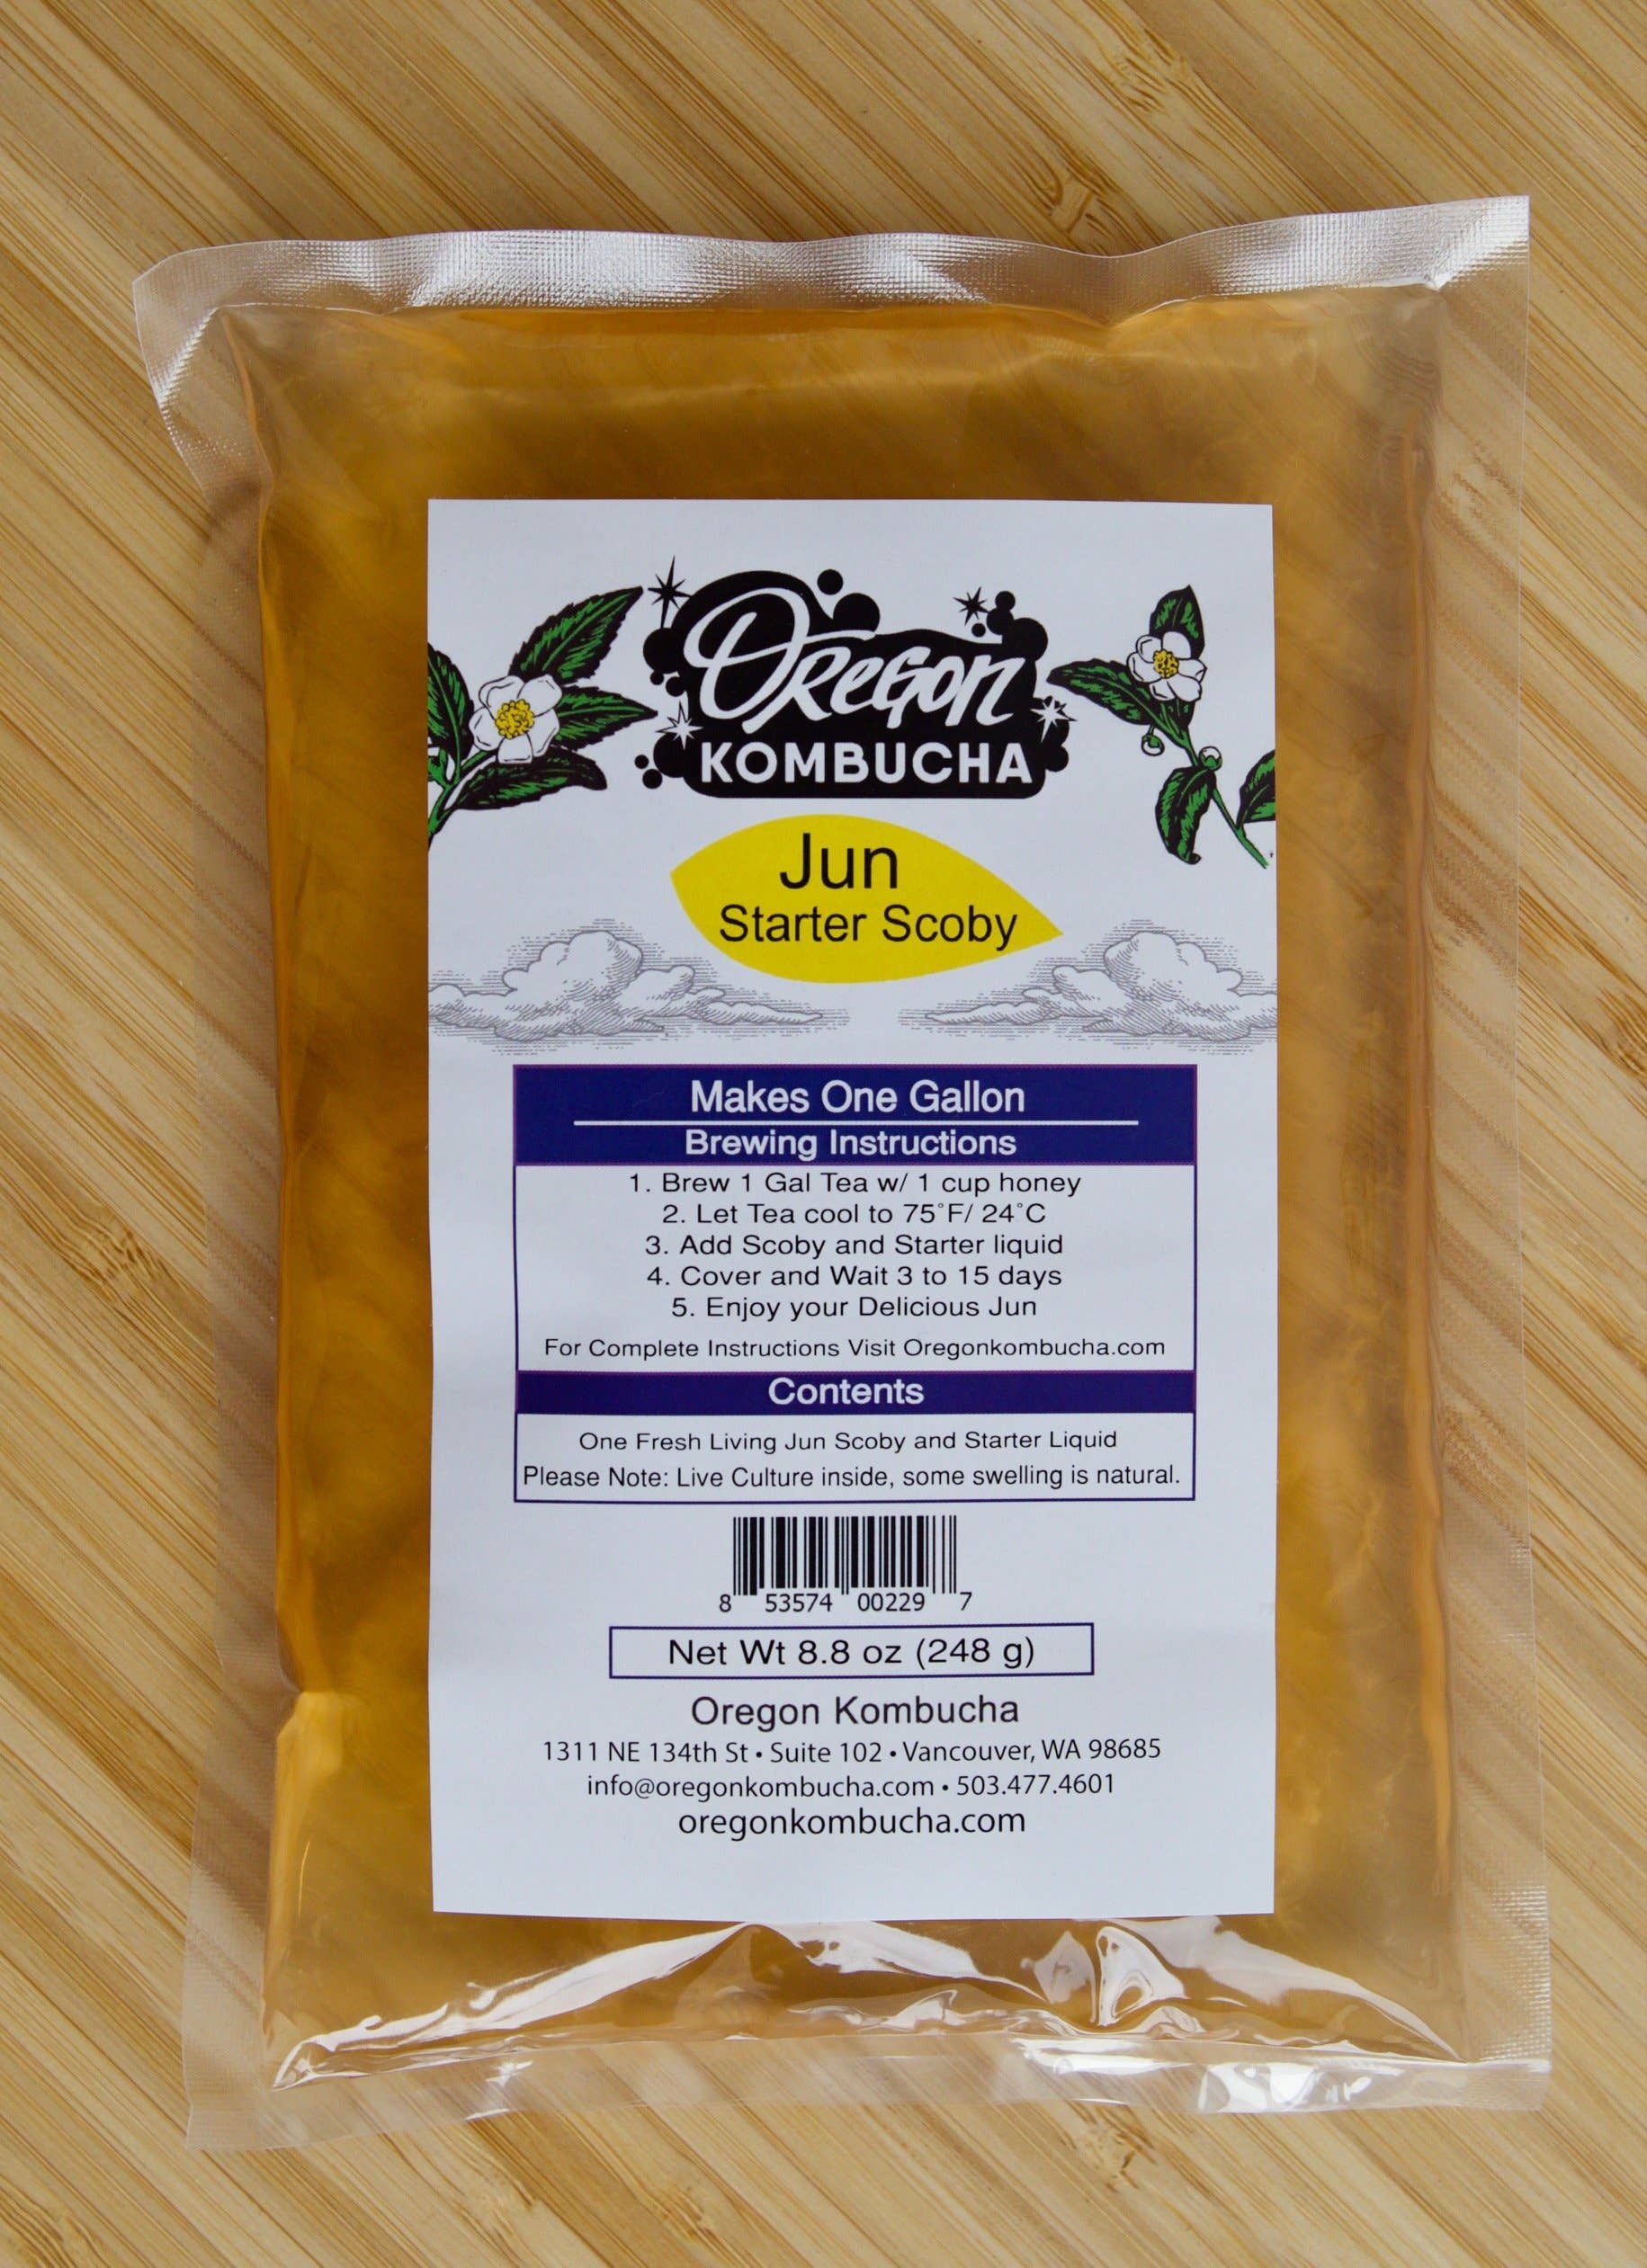 Oregon
KOMBUCHA
Jun
Starter Scoby
Makes One Gallon
Brewing Instructions
1. Brew 1 Gal Tea w/ 1 cup honey
2. Let Tea cool to 75°F/ 24°C
3. Add Scoby and Starter liquid
4. Cover and Wait 3 to 15 days
5. Enjoy your Delicious Jun
For Complete Instructions Visit Oregonkombucha.com
Contents
One Fresh Living Jun Scoby and Starter Liquid
Please Note: Live Culture inside, some swelling is natural.
8 53574 00229 7
Net Wt 8.8 oz (248 g)
Oregon Kombucha
1311 NE 134th St • Suite 102 • Vancouver, WA 98685
info@oregonkombucha.com • 503.477.4601
oregonkombucha.com